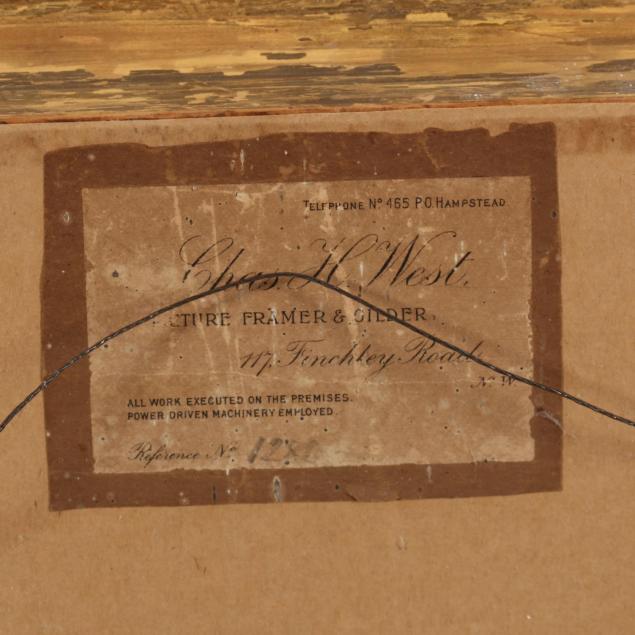 TELEPHONE Nº 465 P.O. HAMPSTEAD
Chas. H. West.
CTURE FRAMER & GILDER
117, Finchley Road
N.W
ALL WORK EXECUTED ON THE PREMISES.
POWER DRIVEN MACHINERY EMPLOYED.
Reference Nº